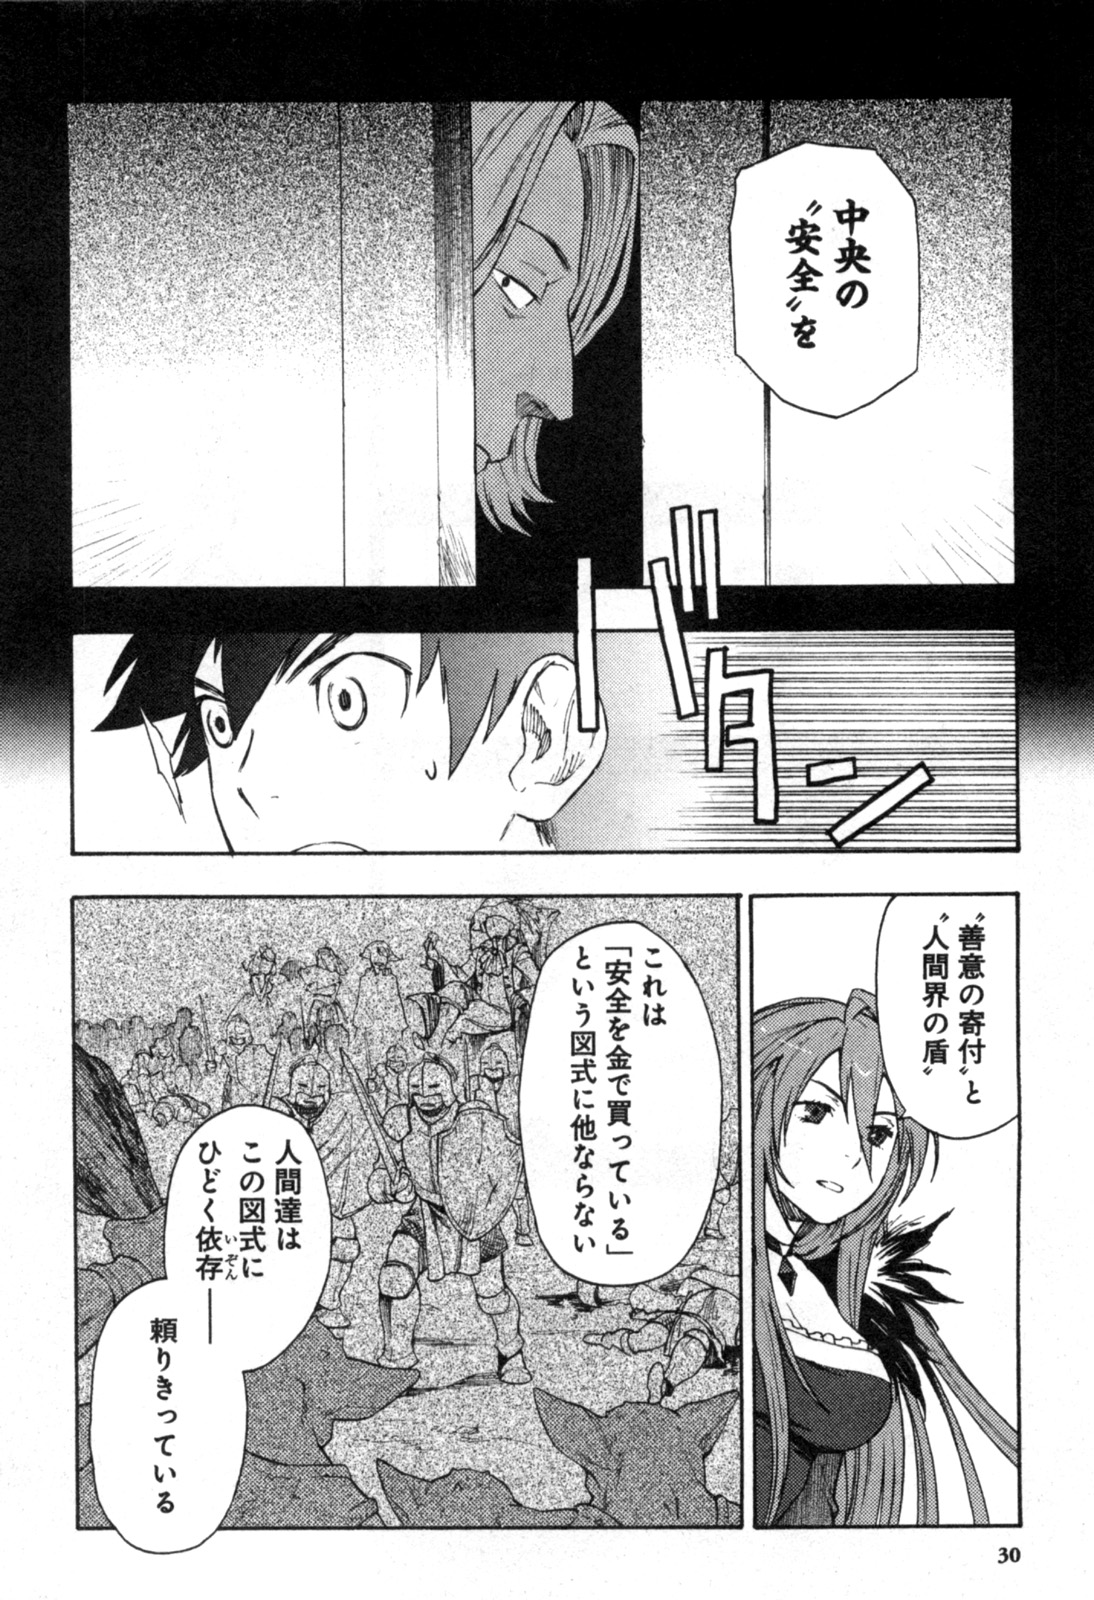 中央の
〝安全〟を
バタン
〝善意の寄付〟と
〝人間界の盾〟
これは
「安全を金で買っている」
という図式に他ならない
人間達は
この図式に
ひどく依存――
いぞん
頼りきっている
30